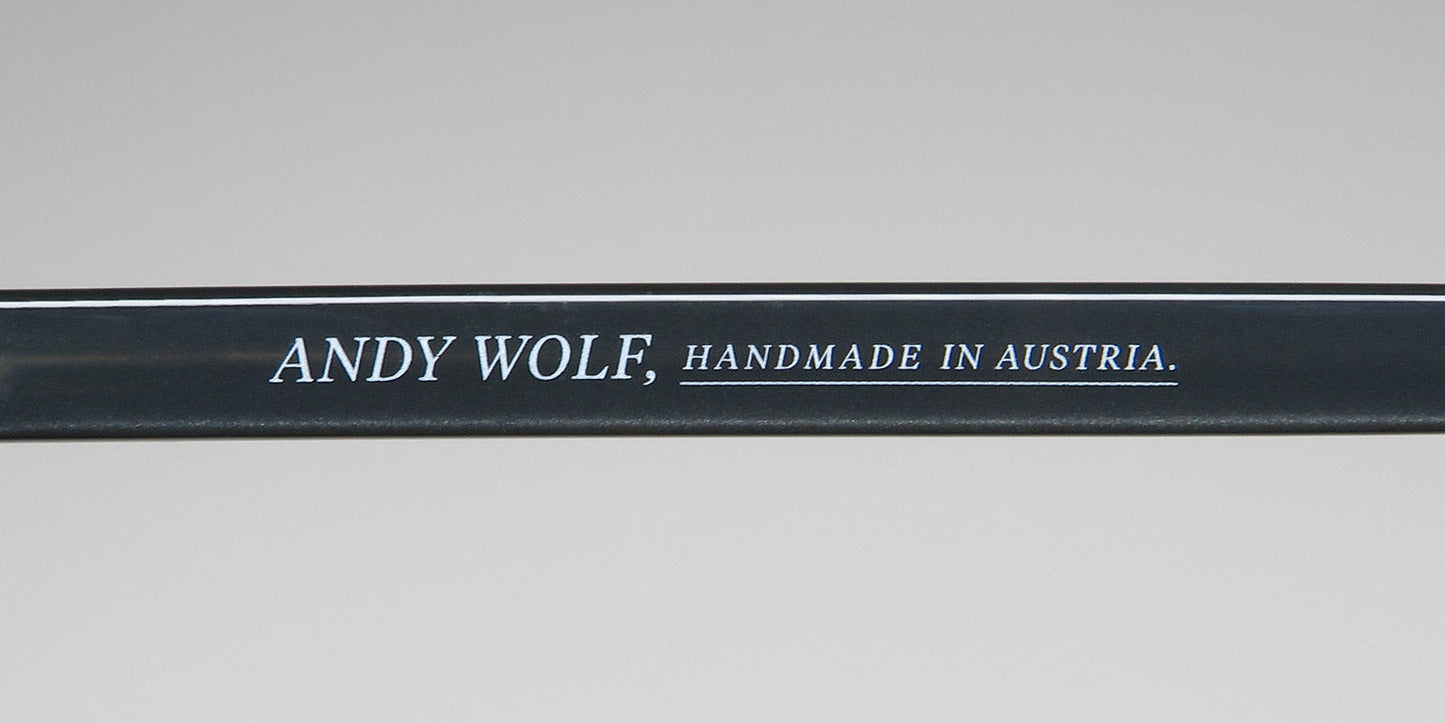 ANDY WOLF, HANDMADE IN AUSTRIA.